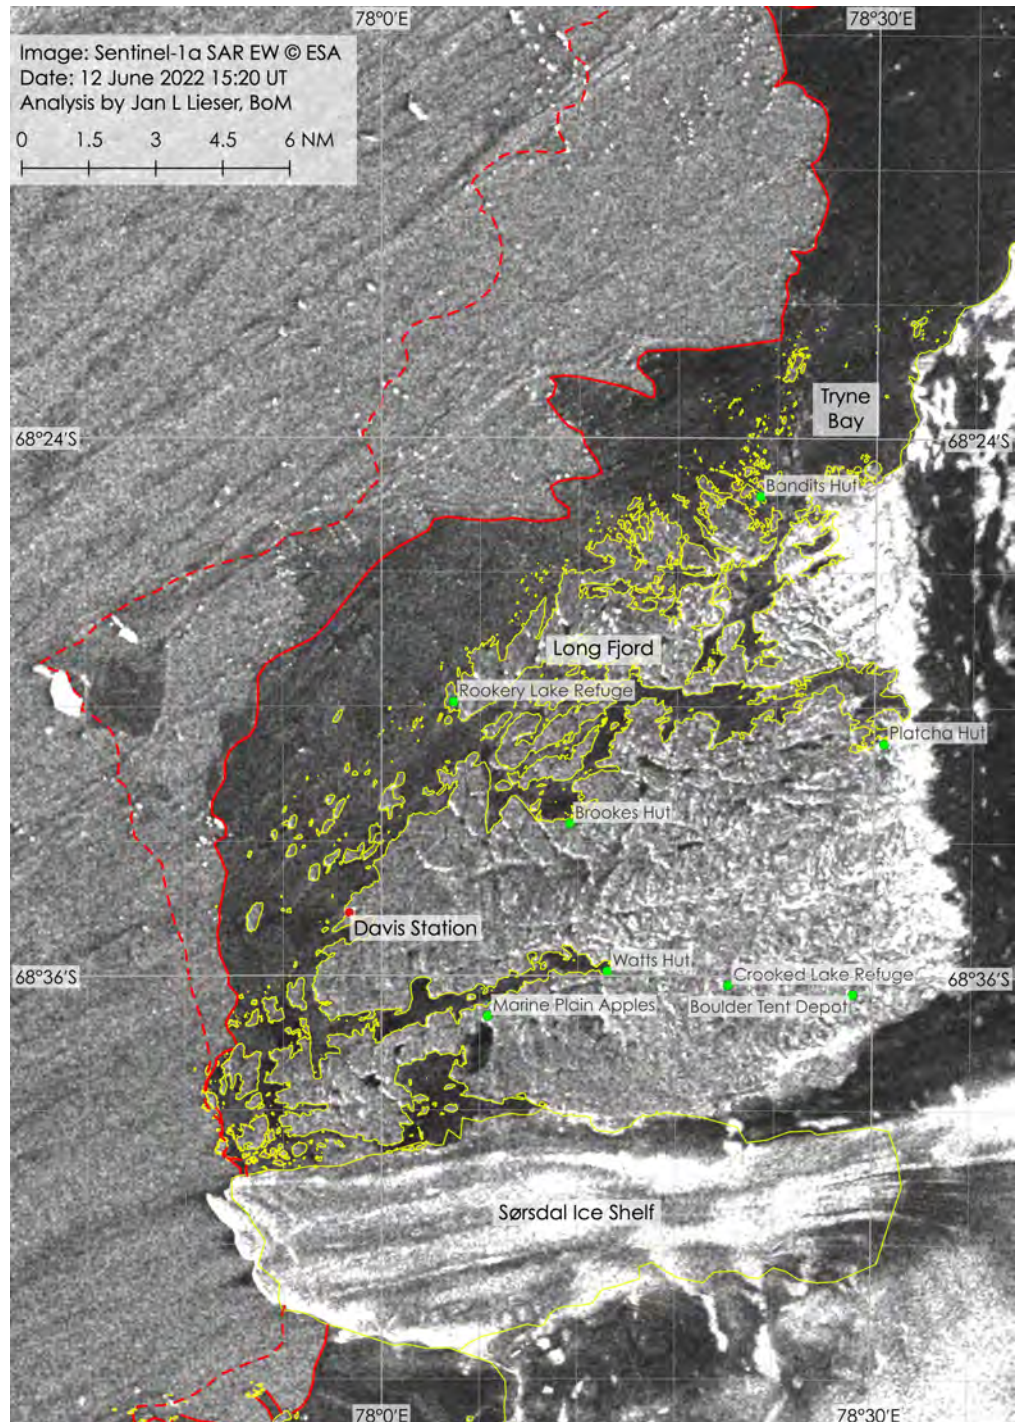 78°0'E
78°30'E
Image: Sentinel-1a SAR EW © ESA
Date: 12 June 2022 15:20 UT
Analysis by Jan L Lieser, BoM
0 1.5 3 4.5 6 NM
Tryne
Bay
68°24'S
68°24'S
Bandits Hut
Long Fjord
Rookery Lake Refuge
Platcha Hut
Brookes Hut
Davis Station
Watts Hut
68°36'S
Crooked Lake Refuge
68°36'S
Marine Plain Apples
Boulder Tent Depot
Sørsdal Ice Shelf
78°0'E
78°30'E